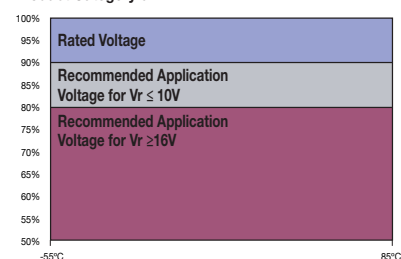 100%
95%
90%
85%
80%
75%
70%
65%
60%
55%
50%
Rated Voltage
Recommended Application
Voltage for Vr ≤ 10V
Recommended Application
Voltage for Vr ≥16V
-55ºC 85ºC